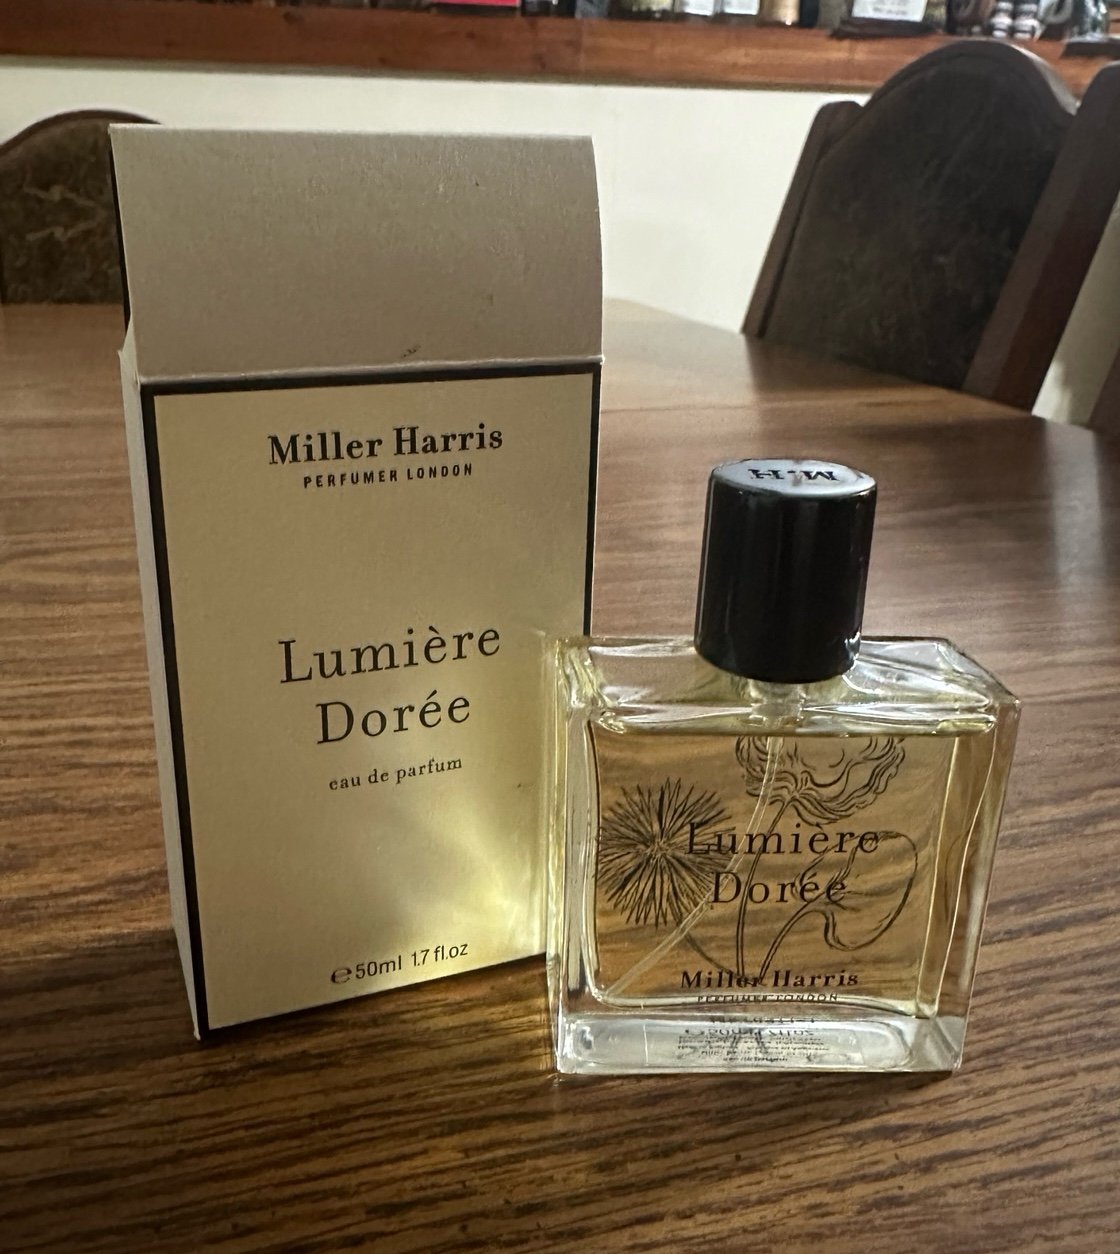 Miller Harris
PERFUMER LONDON
Lumière
Dorée
eau de parfum
℮50ml 1.7 fl.oz
M.H
Lumière
Dorée
Miller Harris
PERFUMER LONDON